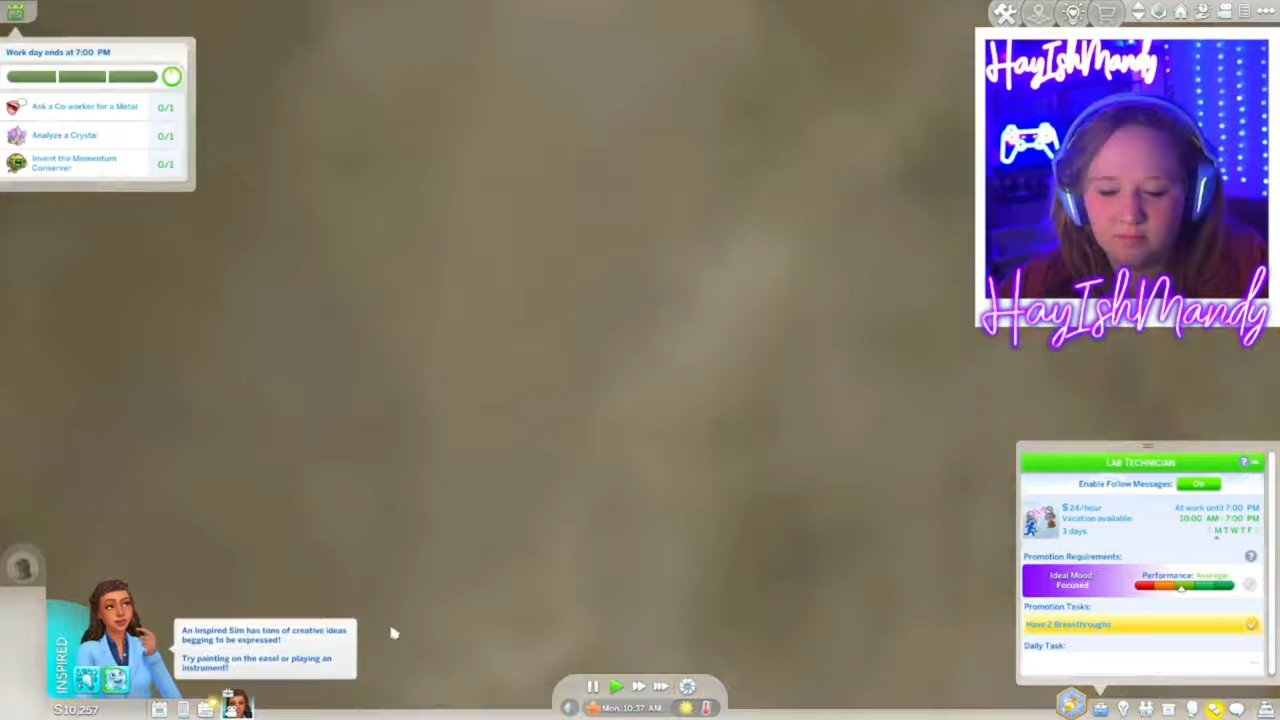 Work day ends at 7:00 PM
Ask a Co-worker for a Metal 0/1
Analyze a Crystal 0/1
Invent the Momentum
Conserver 0/1
HayIshMandy
HayIshMandy
LAB TECHNICIAN
Enable Follow Messages: On
$24/hour At work until 7:00 PM
Vacation available: 10:00 AM - 7:00 PM
3 days M T W T F
Promotion Requirements:
Ideal Mood: Performance: Average
Focused
Promotion Tasks:
Have 2 Breakthroughs
Daily Task:
An Inspired Sim has tons of creative ideas
begging to be expressed!
Try painting on the easel or playing an
instrument!
INSPIRED
$10,257
Mon. 10:37 AM